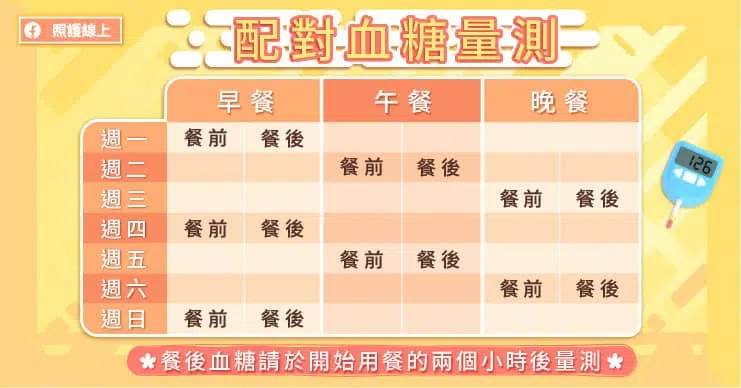 照護線上
配對血糖量測
早餐 午餐 晚餐
週一 餐前 餐後
週二 餐前 餐後
週三 餐前 餐後
週四 餐前 餐後
週五 餐前 餐後
週六 餐前 餐後
週日 餐前 餐後
126
✽餐後血糖請於開始用餐的兩個小時後量測✽